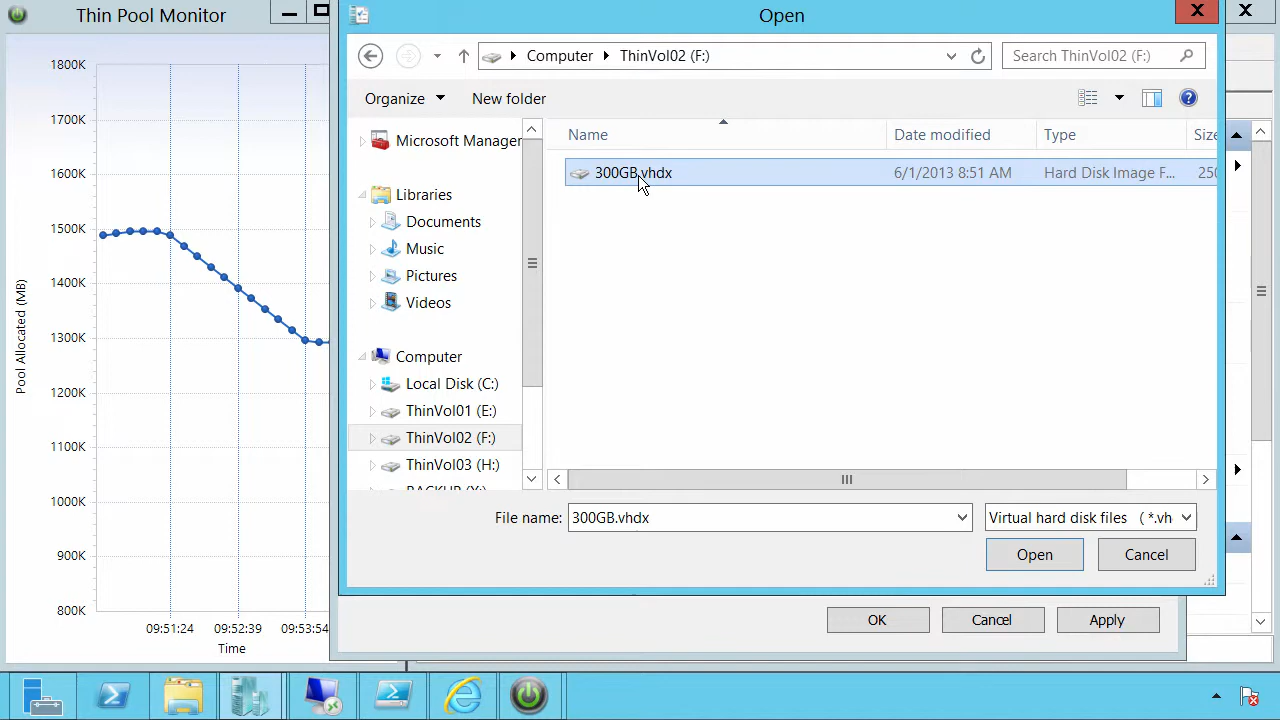 Thin Pool Monitor
1800K
1700K
1600K
1500K
1400K
1300K
1200K
1100K
1000K
900K
800K
Pool Allocated (MB)
09:51:24 09:52:39 09:53:54
Time
Open
Computer ThinVol02 (F:)
Search ThinVol02 (F:)
Organize New folder
Microsoft Manager
Libraries
Documents
Music
Pictures
Videos
Computer
Local Disk (C:)
ThinVol01 (E:)
ThinVol02 (F:)
ThinVol03 (H:)
Name Date modified Type Size
300GB.vhdx 6/1/2013 8:51 AM Hard Disk Image F... 250
File name: 300GB.vhdx Virtual hard disk files ( *.vh
Open Cancel
OK Cancel Apply